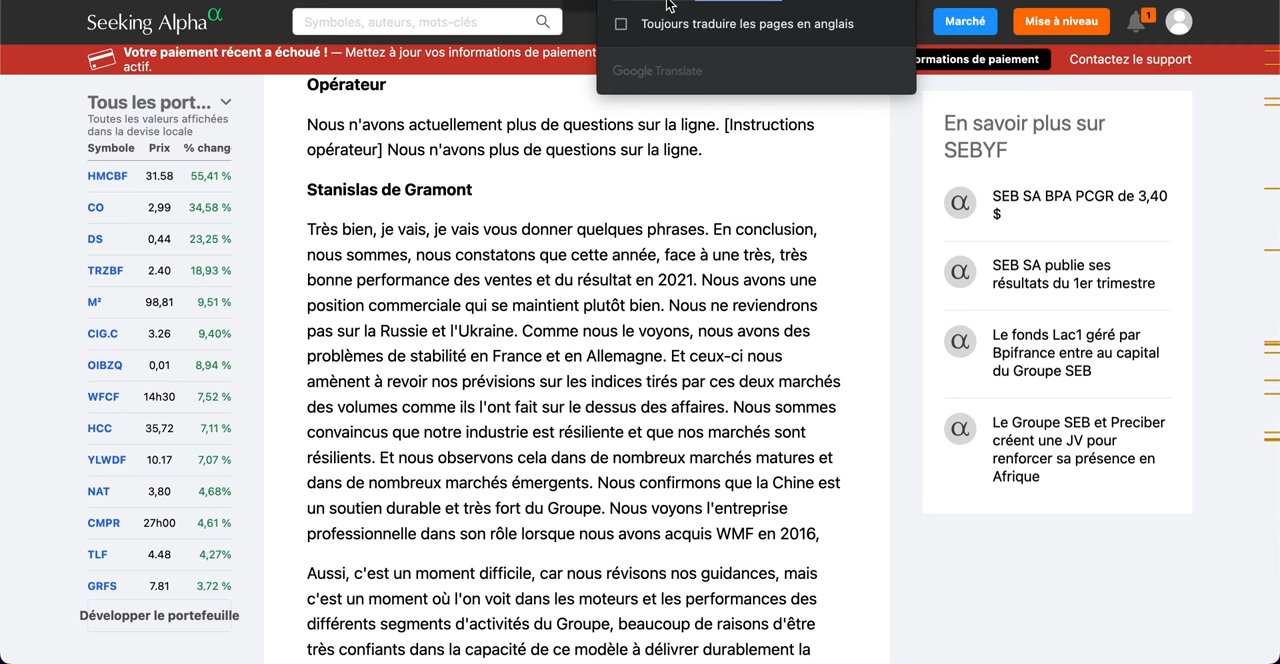 Seeking Alpha α
Symboles, auteurs, mots-clés
Toujours traduire les pages en anglais
Google Translate
Marché
Mise à niveau
1
Votre paiement récent a échoué ! — Mettez à jour vos informations de paiement
actif.
ormations de paiement
Contactez le support
Tous les port...
Toutes les valeurs affichées
dans la devise locale
Symbole Prix % chang
HMCBF 31.58 55,41 %
CO 2,99 34,58 %
DS 0,44 23,25 %
TRZBF 2.40 18,93 %
M² 98,81 9,51 %
CIG.C 3.26 9,40%
OIBZQ 0,01 8,94 %
WFCF 14h30 7,52 %
HCC 35,72 7,11 %
YLWDF 10.17 7,07 %
NAT 3,80 4,68%
CMPR 27h00 4,61 %
TLF 4.48 4,27%
GRFS 7.81 3.72 %
Développer le portefeuille
Opérateur
Nous n'avons actuellement plus de questions sur la ligne. [Instructions
opérateur] Nous n'avons plus de questions sur la ligne.
Stanislas de Gramont
Très bien, je vais, je vais vous donner quelques phrases. En conclusion,
nous sommes, nous constatons que cette année, face à une très, très
bonne performance des ventes et du résultat en 2021. Nous avons une
position commerciale qui se maintient plutôt bien. Nous ne reviendrons
pas sur la Russie et l'Ukraine. Comme nous le voyons, nous avons des
problèmes de stabilité en France et en Allemagne. Et ceux-ci nous
amènent à revoir nos prévisions sur les indices tirés par ces deux marchés
des volumes comme ils l'ont fait sur le dessus des affaires. Nous sommes
convaincus que notre industrie est résiliente et que nos marchés sont
résilients. Et nous observons cela dans de nombreux marchés matures et
dans de nombreux marchés émergents. Nous confirmons que la Chine est
un soutien durable et très fort du Groupe. Nous voyons l'entreprise
professionnelle dans son rôle lorsque nous avons acquis WMF en 2016,
Aussi, c'est un moment difficile, car nous révisons nos guidances, mais
c'est un moment où l'on voit dans les moteurs et les performances des
différents segments d'activités du Groupe, beaucoup de raisons d'être
très confiants dans la capacité de ce modèle à délivrer durablement la
En savoir plus sur
SEBYF
α
SEB SA BPA PCGR de 3,40
$
α
SEB SA publie ses
résultats du 1er trimestre
α
Le fonds Lac1 géré par
Bpifrance entre au capital
du Groupe SEB
α
Le Groupe SEB et Preciber
créent une JV pour
renforcer sa présence en
Afrique